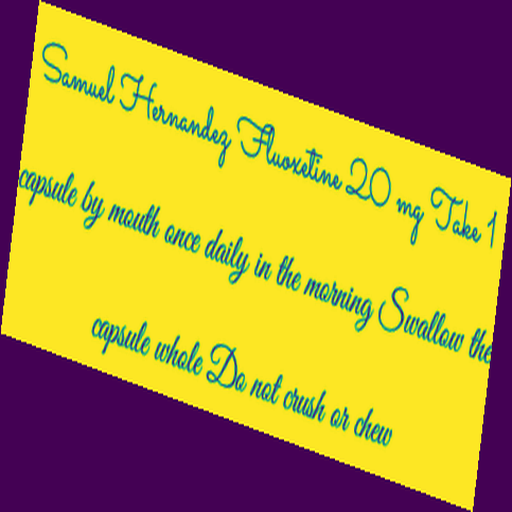 Samuel Hernandez Fluoxetine 20 mg Take 1
capsule by mouth once daily in the morning Swallow the
capsule whole Do not crush or chew